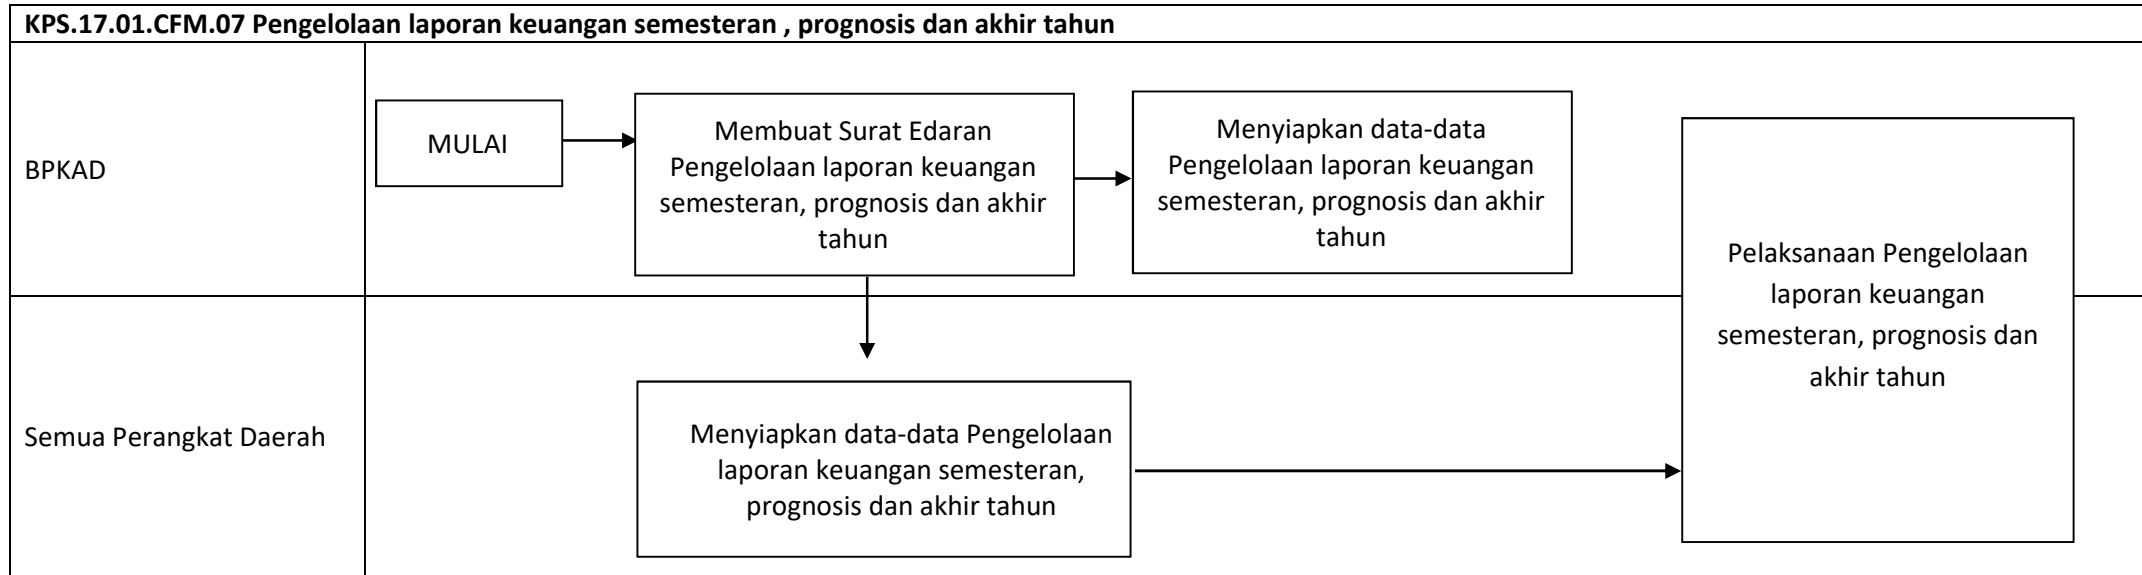 KPS.17.01.CFM.07 Pengelolaan laporan keuangan semesteran , prognosis dan akhir tahun
BPKAD
MULAI
Membuat Surat Edaran
Pengelolaan laporan keuangan
semesteran, prognosis dan akhir
tahun
Menyiapkan data-data
Pengelolaan laporan keuangan
semesteran, prognosis dan akhir
tahun
Pelaksanaan Pengelolaan
laporan keuangan
semesteran, prognosis dan
akhir tahun
Semua Perangkat Daerah
Menyiapkan data-data Pengelolaan
laporan keuangan semesteran,
prognosis dan akhir tahun